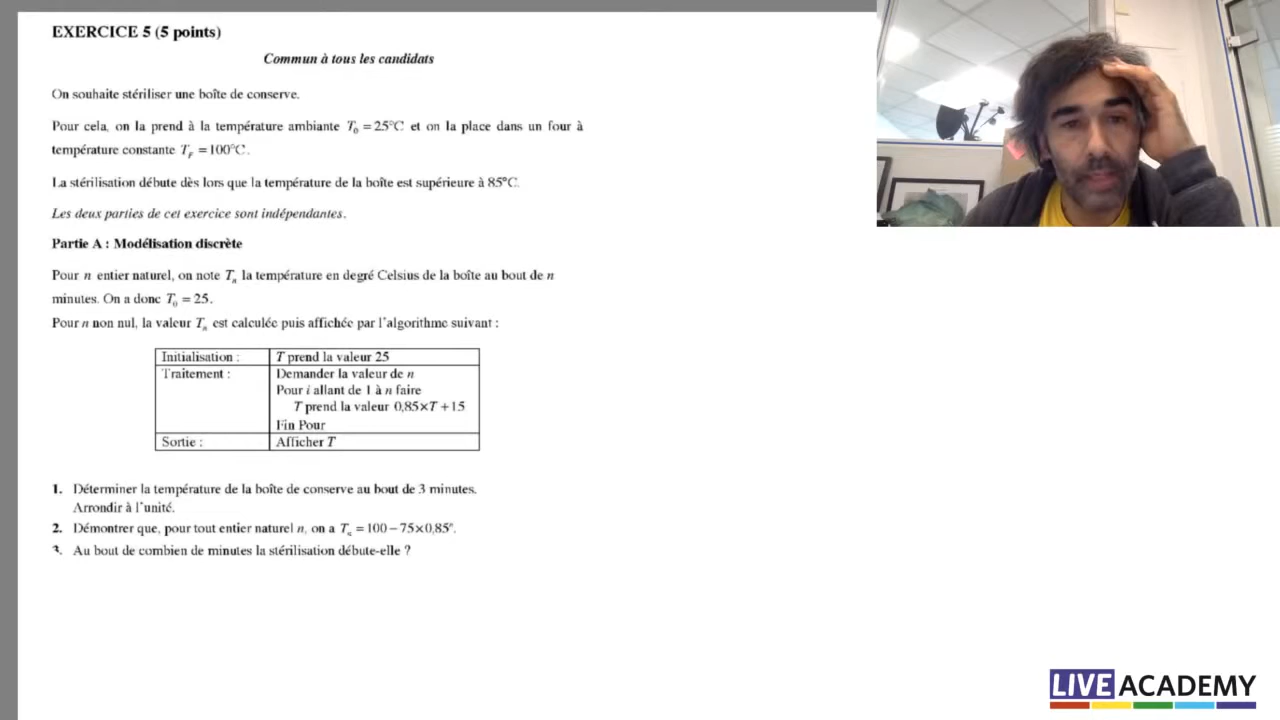 EXERCICE 5 (5 points)
Commun à tous les candidats
On souhaite stériliser une boîte de conserve.
Pour cela, on la prend à la température ambiante T₀ = 25°C et on la place dans un four à
température constante T_F = 100°C.
La stérilisation débute dès lors que la température de la boîte est supérieure à 85°C.
Les deux parties de cet exercice sont indépendantes.
Partie A : Modélisation discrète
Pour n entier naturel, on note Tₙ la température en degré Celsius de la boîte au bout de n
minutes. On a donc T₀ = 25.
Pour n non nul, la valeur Tₙ est calculée puis affichée par l'algorithme suivant :
Initialisation : T prend la valeur 25
Traitement : Demander la valeur de n
Pour i allant de 1 à n faire
T prend la valeur 0,85×T+15
Fin Pour
Sortie : Afficher T
1. Déterminer la température de la boîte de conserve au bout de 3 minutes.
Arrondir à l'unité.
2. Démontrer que, pour tout entier naturel n, on a Tₙ = 100 − 75×0,85ⁿ.
3. Au bout de combien de minutes la stérilisation débute-elle ?
LIVE ACADEMY